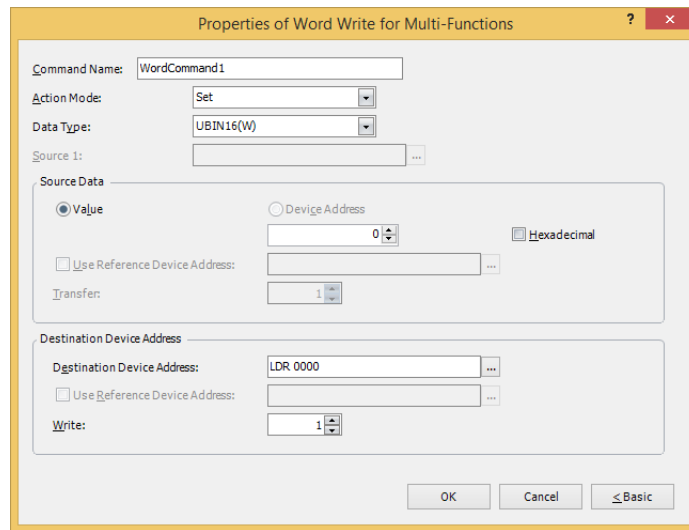 Properties of Word Write for Multi-Functions ? ×
Command Name: WordCommand1
Action Mode: Set
Data Type: UBIN16(W)
Source 1: ...
Source Data
Value Device Address
0 Hexadecimal
Use Reference Device Address: ...
Transfer: 1
Destination Device Address
Destination Device Address: LDR 0000 ...
Use Reference Device Address: ...
Write: 1
OK Cancel < Basic